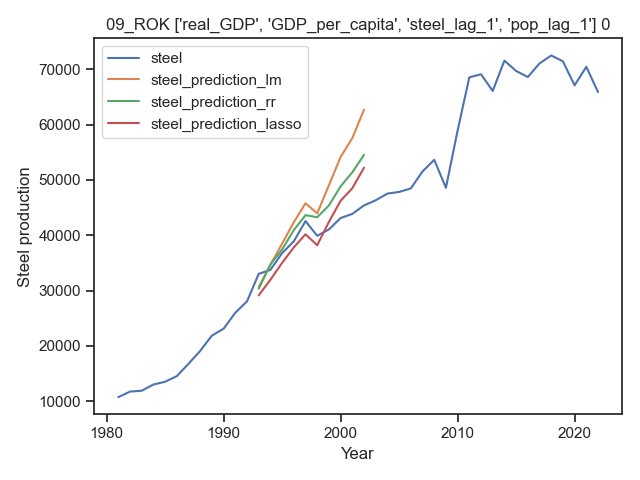 09_ROK ['real_GDP', 'GDP_per_capita', 'steel_lag_1', 'pop_lag_1'] 0
steel
steel_prediction_lm
steel_prediction_rr
steel_prediction_lasso
70000
60000
50000
40000
30000
20000
10000
Steel production
1980
1990
2000
2010
2020
Year